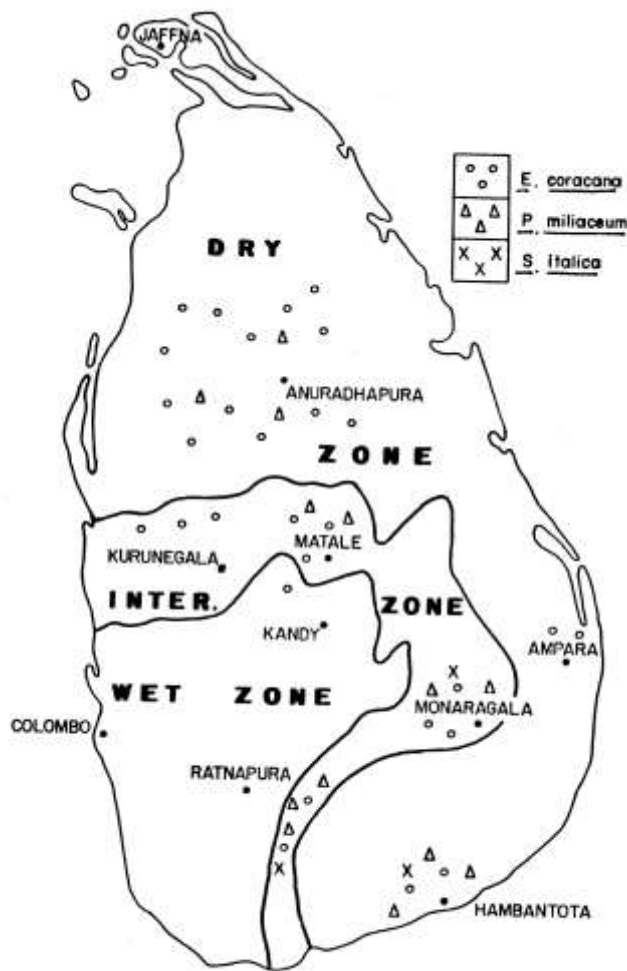 JAFFNA
E. coracana
P. miliaceum
S. italica
DRY
ANURADHAPURA
ZONE
MATALE
KURUNEGALA
INTER. ZONE
KANDY
AMPARA
WET ZONE
MONARAGALA
COLOMBO
RATNAPURA
HAMBANTOTA